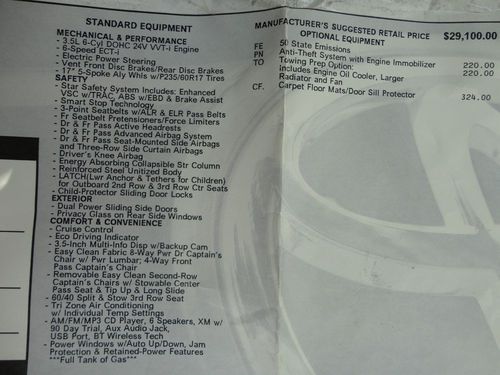 STANDARD EQUIPMENT
MECHANICAL & PERFORMANCE
- 3.5L 6-Cyl DOHC 24V VVT-i Engine
- 6-Speed ECT-i
- Electric Power Steering
- Vent Front Disc Brakes/Rear Disc Brakes
- 17" 5-Spoke Aly Whls w/P235/60R17 Tires
SAFETY
- Star Safety System Includes: Enhanced
VSC w/TRAC, ABS w/EBD & Brake Assist
- Smart Stop Technology
- 3-Point Seatbelts w/ALR & ELR Pass Belts
- Fr Seatbelt Pretensioners/Force Limiters
- Dr & Fr Pass Active Headrests
- Dr & Fr Pass Advanced Airbag System
- Dr & Fr Pass Seat-Mounted Side Airbags
and Three-Row Side Curtain Airbags
- Driver's Knee Airbag
- Energy Absorbing Collapsible Str Column
- Reinforced Steel Unitized Body
- LATCH(Lwr Anchor & Tethers for Children)
for Outboard 2nd Row & 3rd Row Ctr Seats
- Child-Protector Sliding Door Locks
EXTERIOR
- Dual Power Sliding Side Doors
- Privacy Glass on Rear Side Windows
COMFORT & CONVENIENCE
- Cruise Control
- Eco Driving Indicator
- 3.5-Inch Multi-Info Disp w/Backup Cam
- Easy Clean Fabric 8-Way Pwr Dr Captain's
Chair w/ Pwr Lumbar; 4-Way Front
Pass Captain's Chair
- Removable Easy Clean Second-Row
Captain's Chairs w/ Stowable Center
Pass Seat & Tip Up & Long Slide
- 60/40 Split & Stow 3rd Row Seat
- Tri Zone Air Conditioning
w/ Individual Temp Settings
- AM/FM/MP3 CD Player, 6 Speakers, XM w/
90 Day Trial, Aux Audio Jack,
USB Port, BT Wireless Tech
- Power Windows w/Auto Up/Down, Jam
Protection & Retained-Power Features
***Full Tank of Gas***
MANUFACTURER'S SUGGESTED RETAIL PRICE $29,100.00
OPTIONAL EQUIPMENT
FE 50 State Emissions
PN Anti-Theft System with Engine Immobilizer 220.00
TO Towing Prep Option: 220.00
includes Engine Oil Cooler, Larger
Radiator and Fan
CF. Carpet Floor Mats/Door Sill Protector 324.00